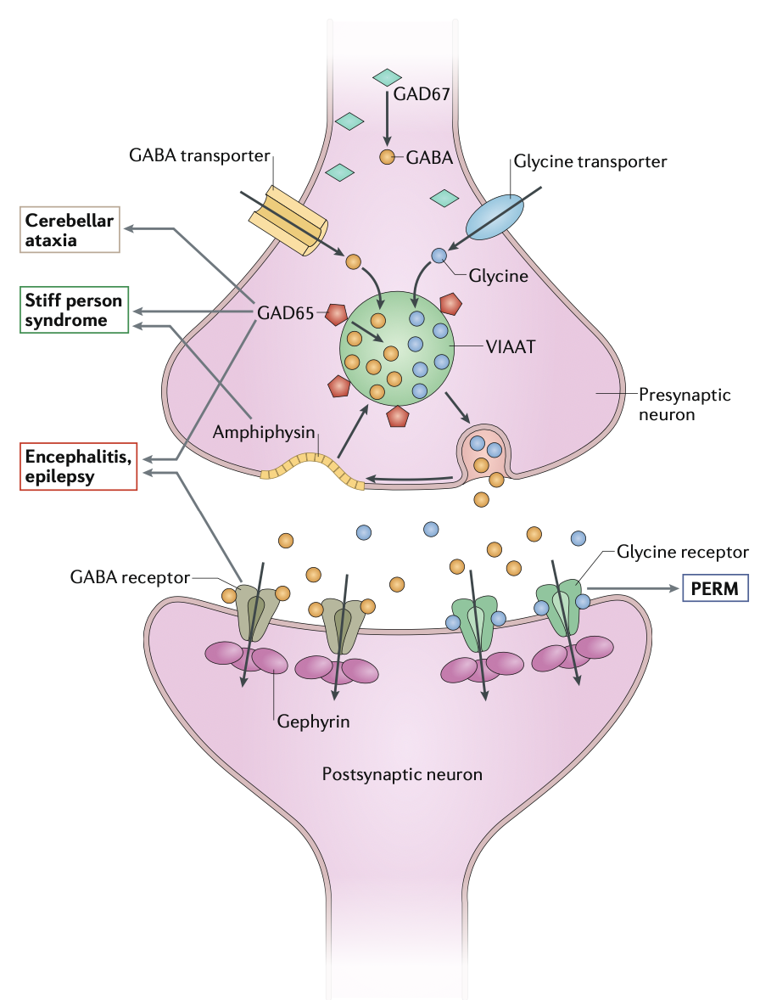 GAD67
GABA transporter
GABA
Glycine transporter
Cerebellar
ataxia
Glycine
Stiff person
syndrome
GAD65
VIAAT
Presynaptic
neuron
Amphiphysin
Encephalitis,
epilepsy
Glycine receptor
GABA receptor
PERM
Gephyrin
Postsynaptic neuron